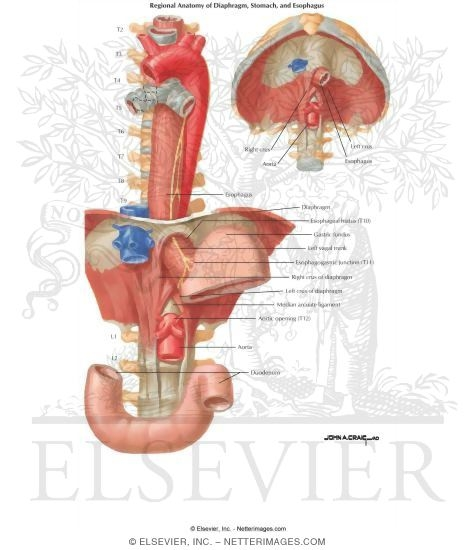 Regional Anatomy of Diaphragm, Stomach, and Esophagus
T2
T3
T4
T5
T6
T7
T8
T9
L1
L2
Right crus
Left crus
Aorta
Esophagus
Esophagus
Diaphragm
Esophageal hiatus (T10)
Gastric fundus
Left vagal trunk
Esophagogastric junction (T11)
Right crus of diaphragm
Left crus of diaphragm
Median arcuate ligament
Aortic opening (T12)
Aorta
Duodenum
JOHN A. CRAIG AD
ELSEVIER
© Elsevier, Inc. - Netterimages.com
© ELSEVIER, INC. – NETTERIMAGES.COM